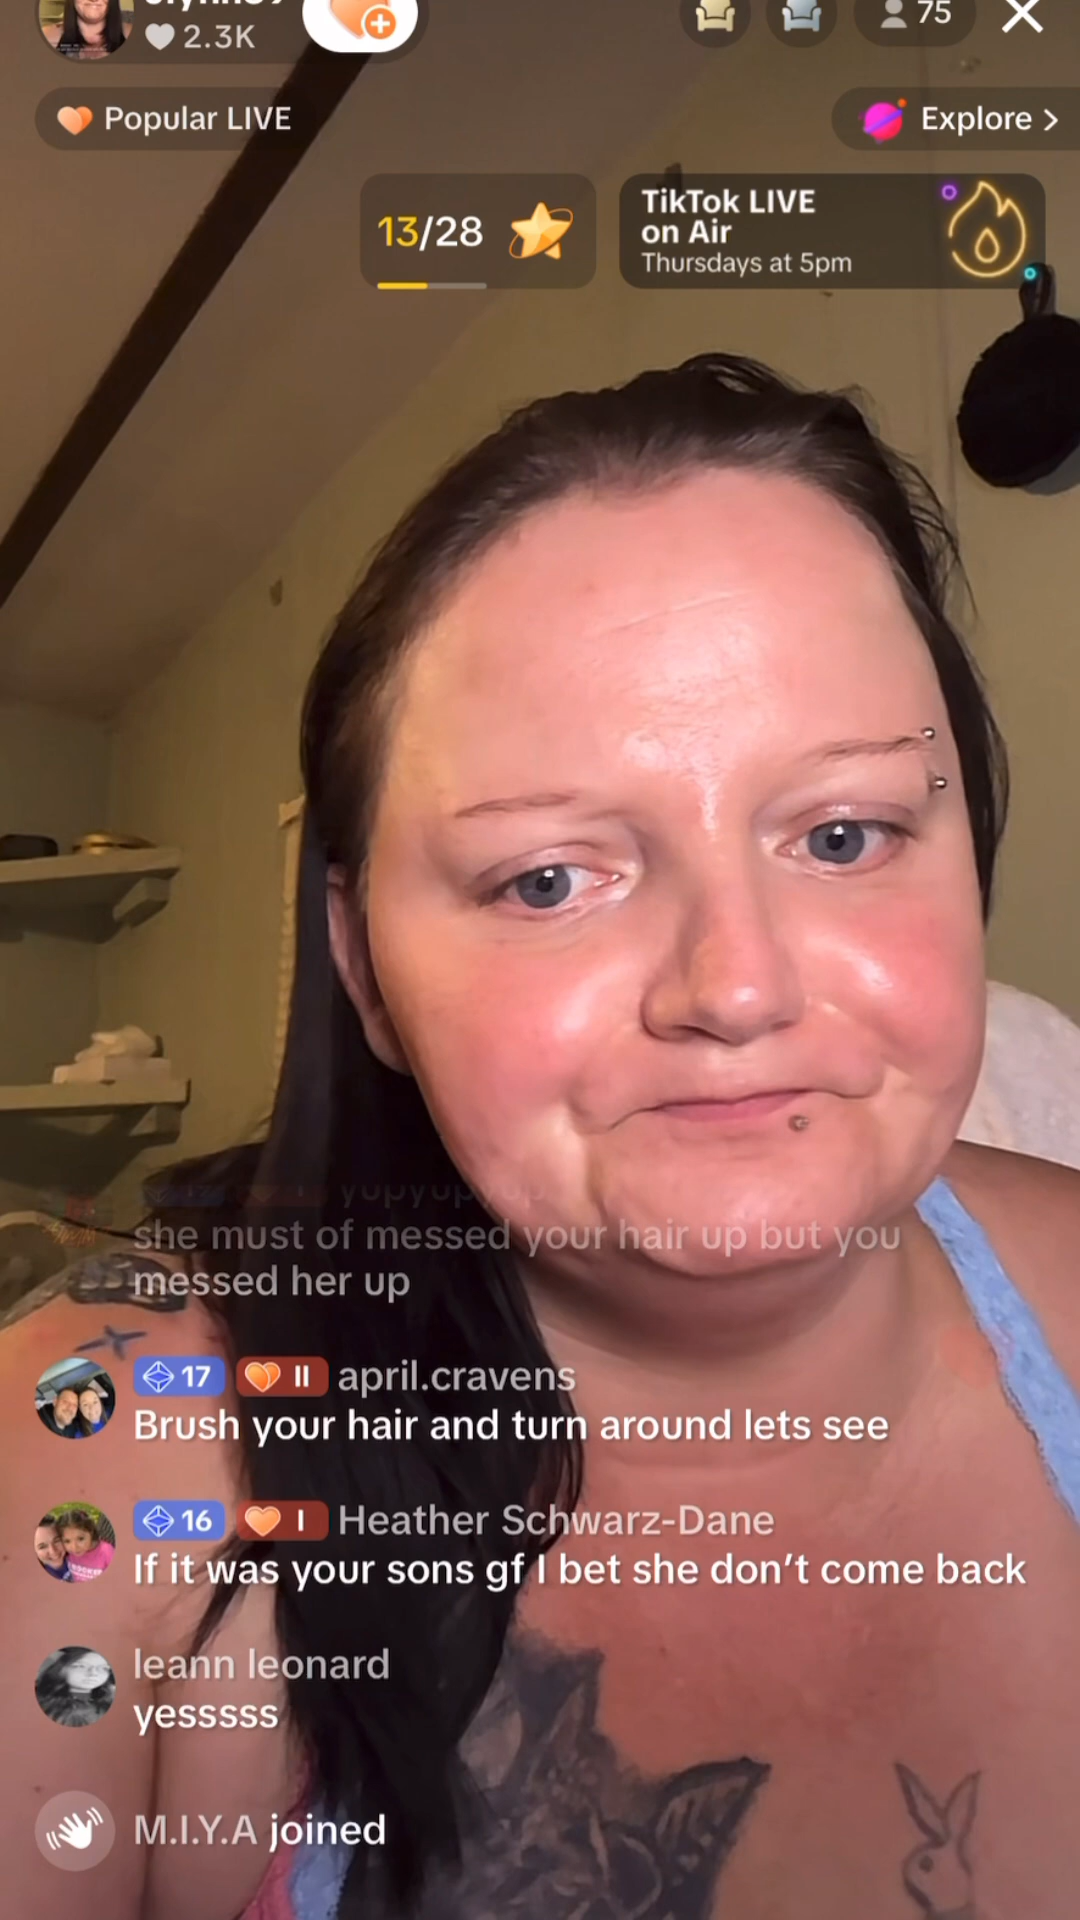 2.3K
75
Popular LIVE
Explore >
13/28
TikTok LIVE
on Air
Thursdays at 5pm
she must of messed your hair up but you
messed her up
17 II april.cravens
Brush your hair and turn around lets see
16 I Heather Schwarz-Dane
If it was your sons gf I bet she don't come back
leann leonard
yesssss
M.I.Y.A joined